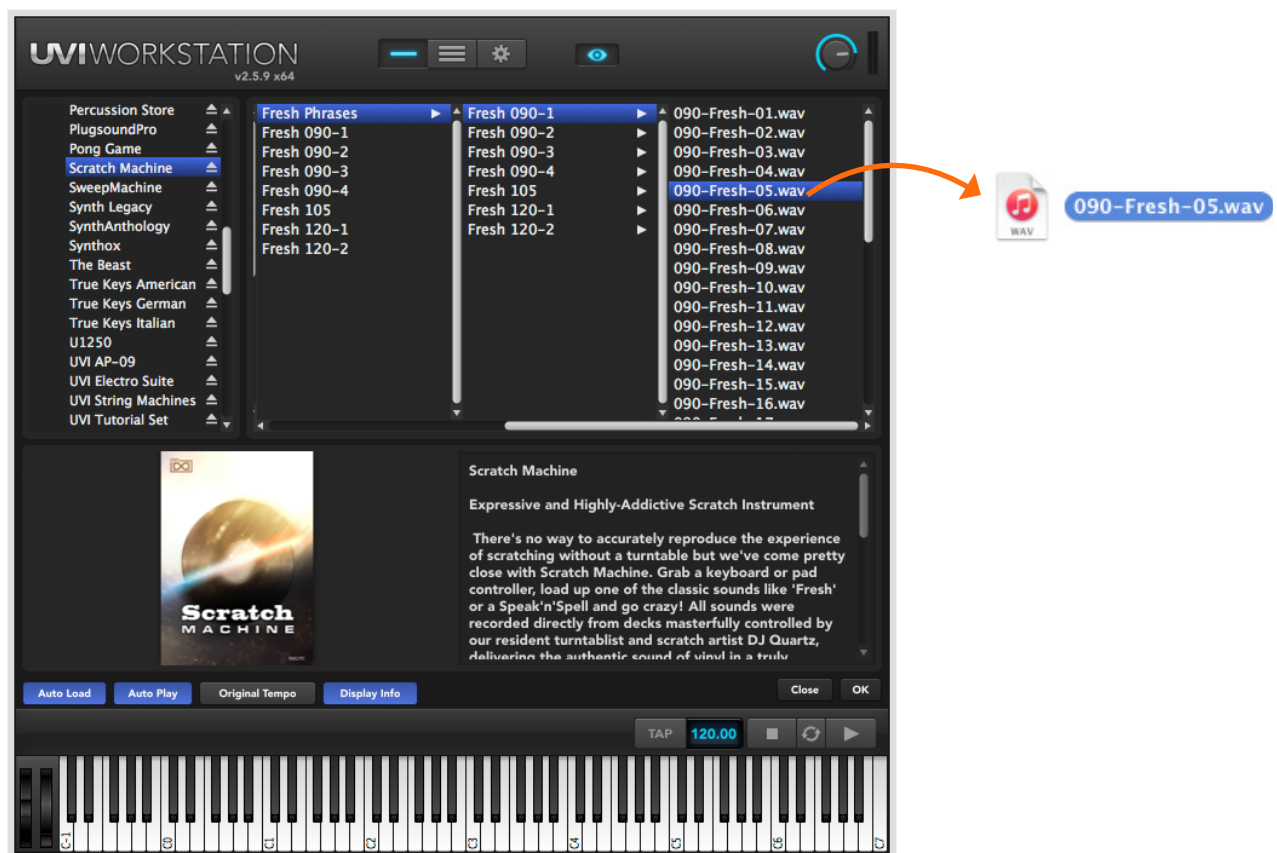 UVIWORKSTATION
v2.5.9 x64
Percussion Store
PlugsoundPro
Pong Game
Scratch Machine
SweepMachine
Synth Legacy
SynthAnthology
Synthox
The Beast
True Keys American
True Keys German
True Keys Italian
U1250
UVI AP-09
UVI Electro Suite
UVI String Machines
UVI Tutorial Set
Fresh Phrases
Fresh 090-1
Fresh 090-2
Fresh 090-3
Fresh 090-4
Fresh 105
Fresh 120-1
Fresh 120-2
Fresh 090-1
Fresh 090-2
Fresh 090-3
Fresh 090-4
Fresh 105
Fresh 120-1
Fresh 120-2
090-Fresh-01.wav
090-Fresh-02.wav
090-Fresh-03.wav
090-Fresh-04.wav
090-Fresh-05.wav
090-Fresh-06.wav
090-Fresh-07.wav
090-Fresh-08.wav
090-Fresh-09.wav
090-Fresh-10.wav
090-Fresh-11.wav
090-Fresh-12.wav
090-Fresh-13.wav
090-Fresh-14.wav
090-Fresh-15.wav
090-Fresh-16.wav
WAV
090-Fresh-05.wav
Scratch
MACHINE
Scratch Machine
Expressive and Highly-Addictive Scratch Instrument
There's no way to accurately reproduce the experience
of scratching without a turntable but we've come pretty
close with Scratch Machine. Grab a keyboard or pad
controller, load up one of the classic sounds like 'Fresh'
or a Speak'n'Spell and go crazy! All sounds were
recorded directly from decks masterfully controlled by
our resident turntablist and scratch artist DJ Quartz,
delivering the authentic sound of vinyl in a truly
Auto Load
Auto Play
Original Tempo
Display Info
Close
OK
TAP
120.00
C-1
C0
C1
C2
C3
C4
C5
C6
C7